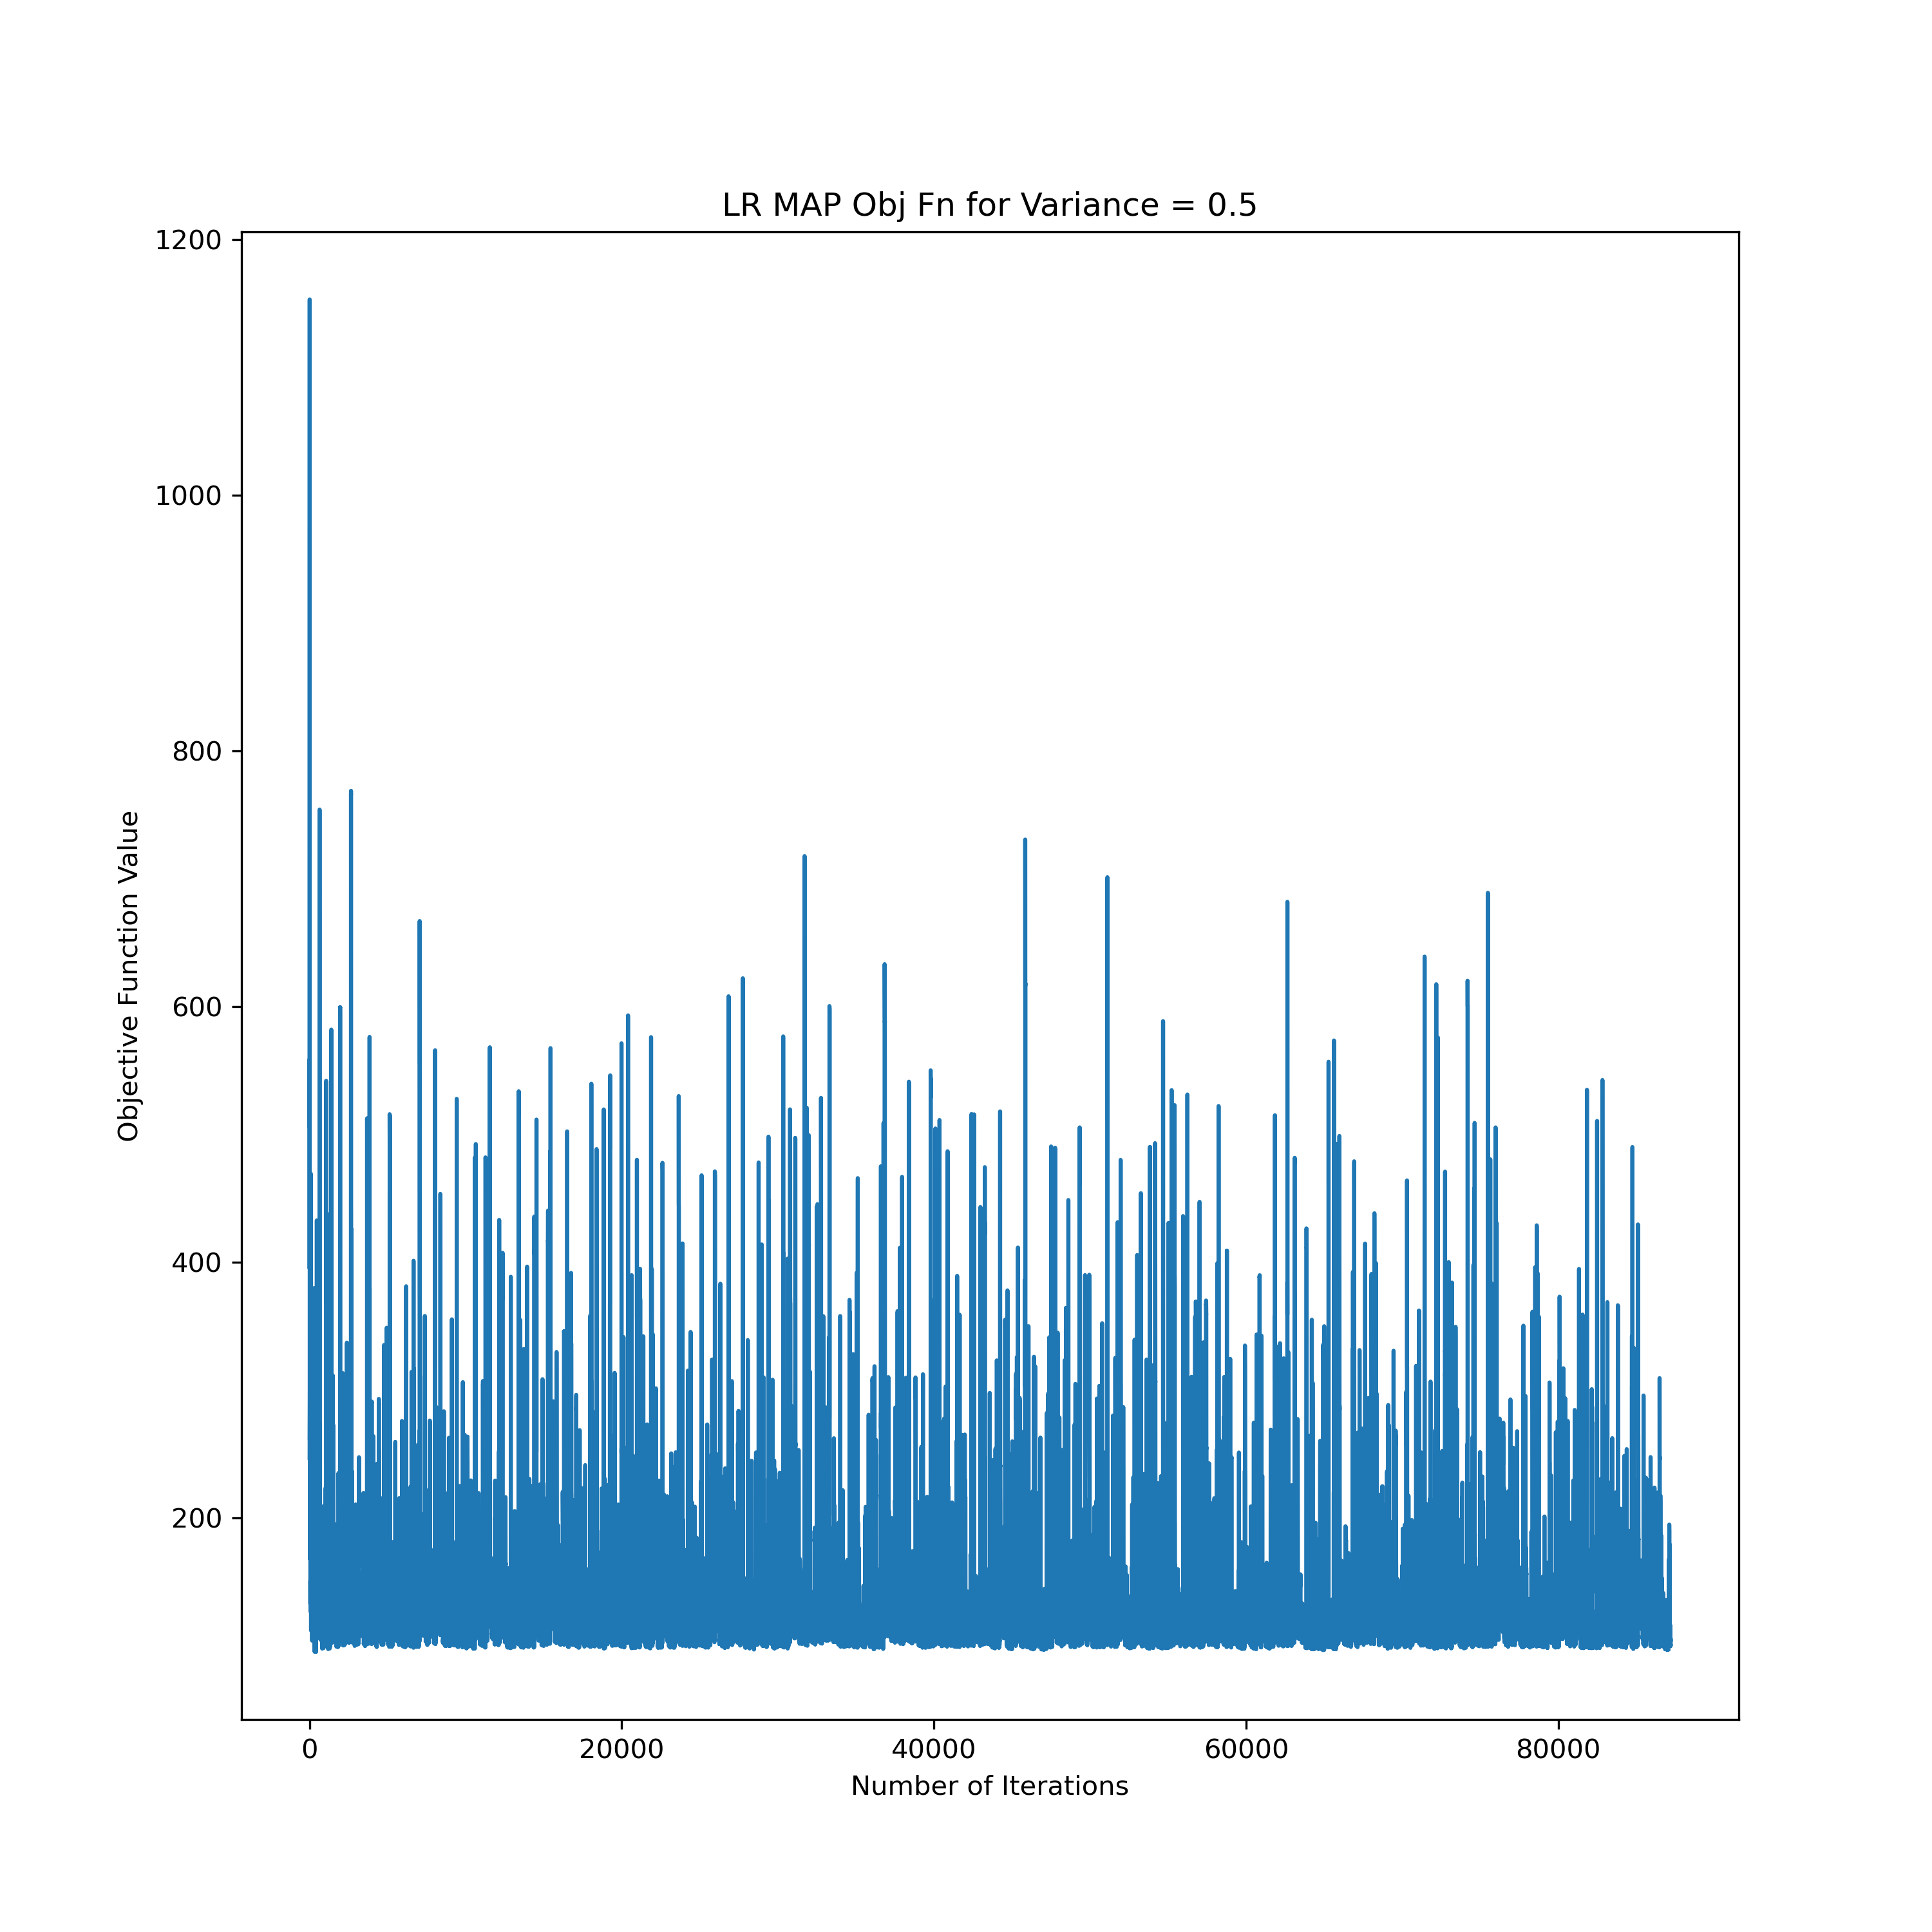 LR MAP Obj Fn for Variance = 0.5
1200
1000
800
600
400
200
Objective Function Value
0 20000 40000 60000 80000
Number of Iterations